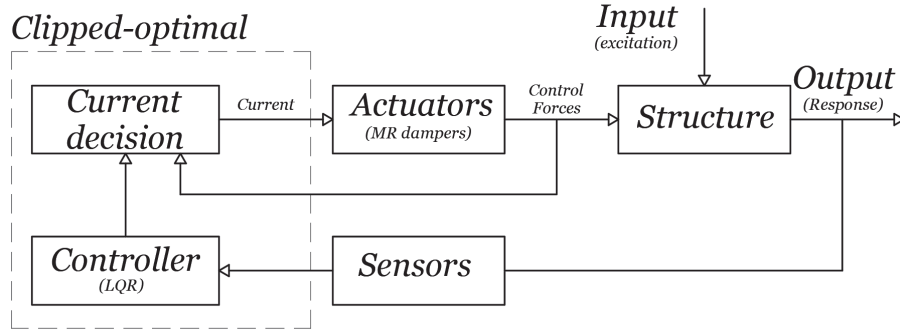 Clipped-optimal
Input
(excitation)
Current
decision
Current
Actuators
(MR dampers)
Control
Forces
Structure
Output
(Response)
Controller
(LQR)
Sensors